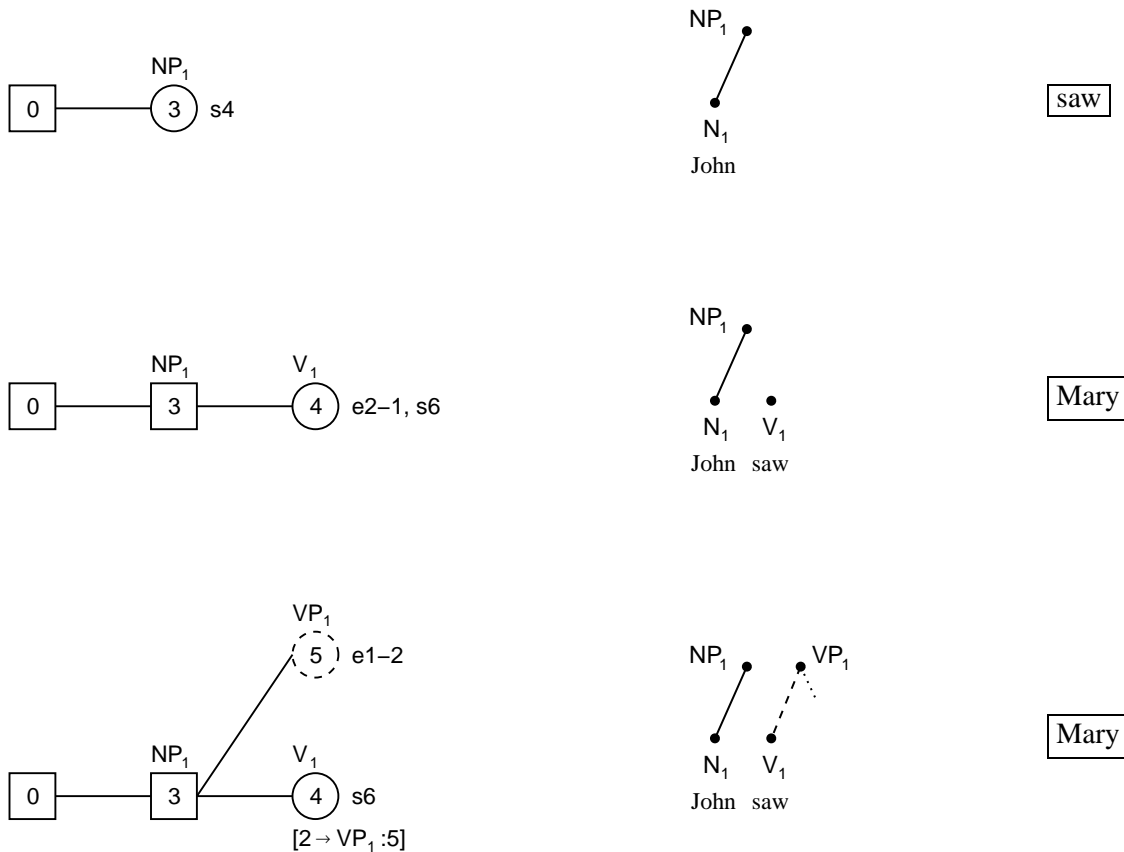 NP₁
0 3 s4
NP₁
N₁
John
saw
NP₁ V₁
0 3 4 e2−1, s6
NP₁
N₁ V₁
John saw
Mary
VP₁
5 e1−2
NP₁ V₁
0 3 4 s6
[2 → VP₁ :5]
NP₁ VP₁
N₁ V₁
John saw
Mary